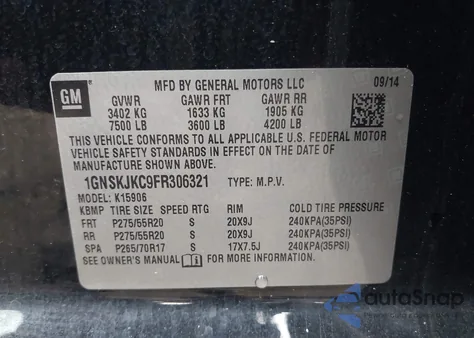 GM
MFD BY GENERAL MOTORS LLC 09/14
GVWR GAWR FRT GAWR RR
3402 KG 1633 KG 1905 KG
7500 LB 3600 LB 4200 LB
THIS VEHICLE CONFORMS TO ALL APPLICABLE U.S. FEDERAL MOTOR
VEHICLE SAFETY STANDARDS IN EFFECT ON THE DATE OF
MANUFACTURE SHOWN ABOVE.
1GNSKJKC9FR306321 TYPE: M.P.V.
MODEL: K15906
KBMP TIRE SIZE SPEED RTG RIM COLD TIRE PRESSURE
FRT P275/55R20 S 20X9J 240KPA(35PSI)
RR P275/55R20 S 20X9J 240KPA(35PSI)
SPA P265/70R17 S 17X7.5J 240KPA(35PSI)
SEE OWNER'S MANUAL FOR MORE INFORMATION
autoSnap